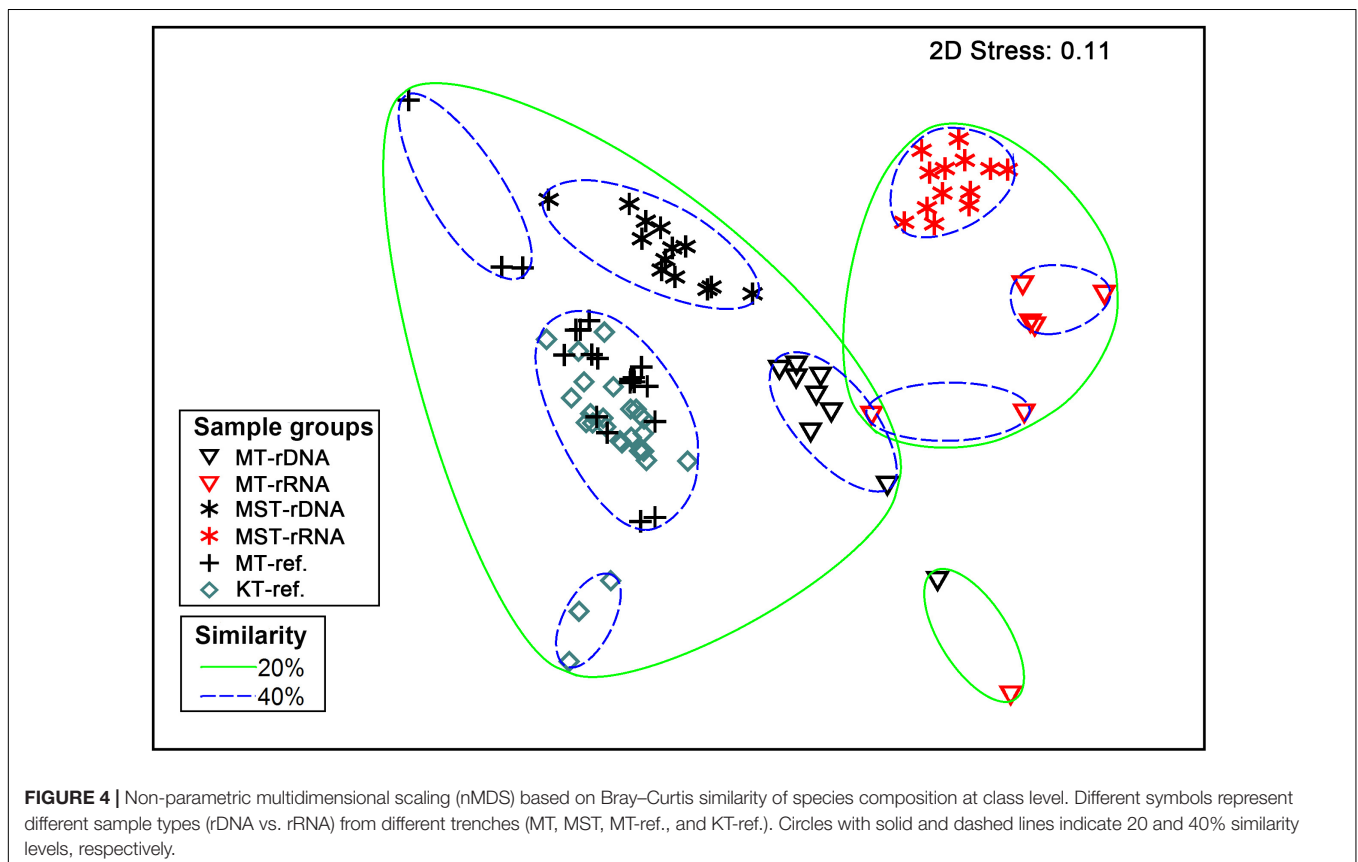 2D Stress: 0.11
Sample groups
MT-rDNA
MT-rRNA
MST-rDNA
MST-rRNA
MT-ref.
KT-ref.
Similarity
20%
40%
FIGURE 4 | Non-parametric multidimensional scaling (nMDS) based on Bray–Curtis similarity of species composition at class level. Different symbols represent
different sample types (rDNA vs. rRNA) from different trenches (MT, MST, MT-ref., and KT-ref.). Circles with solid and dashed lines indicate 20 and 40% similarity
levels, respectively.